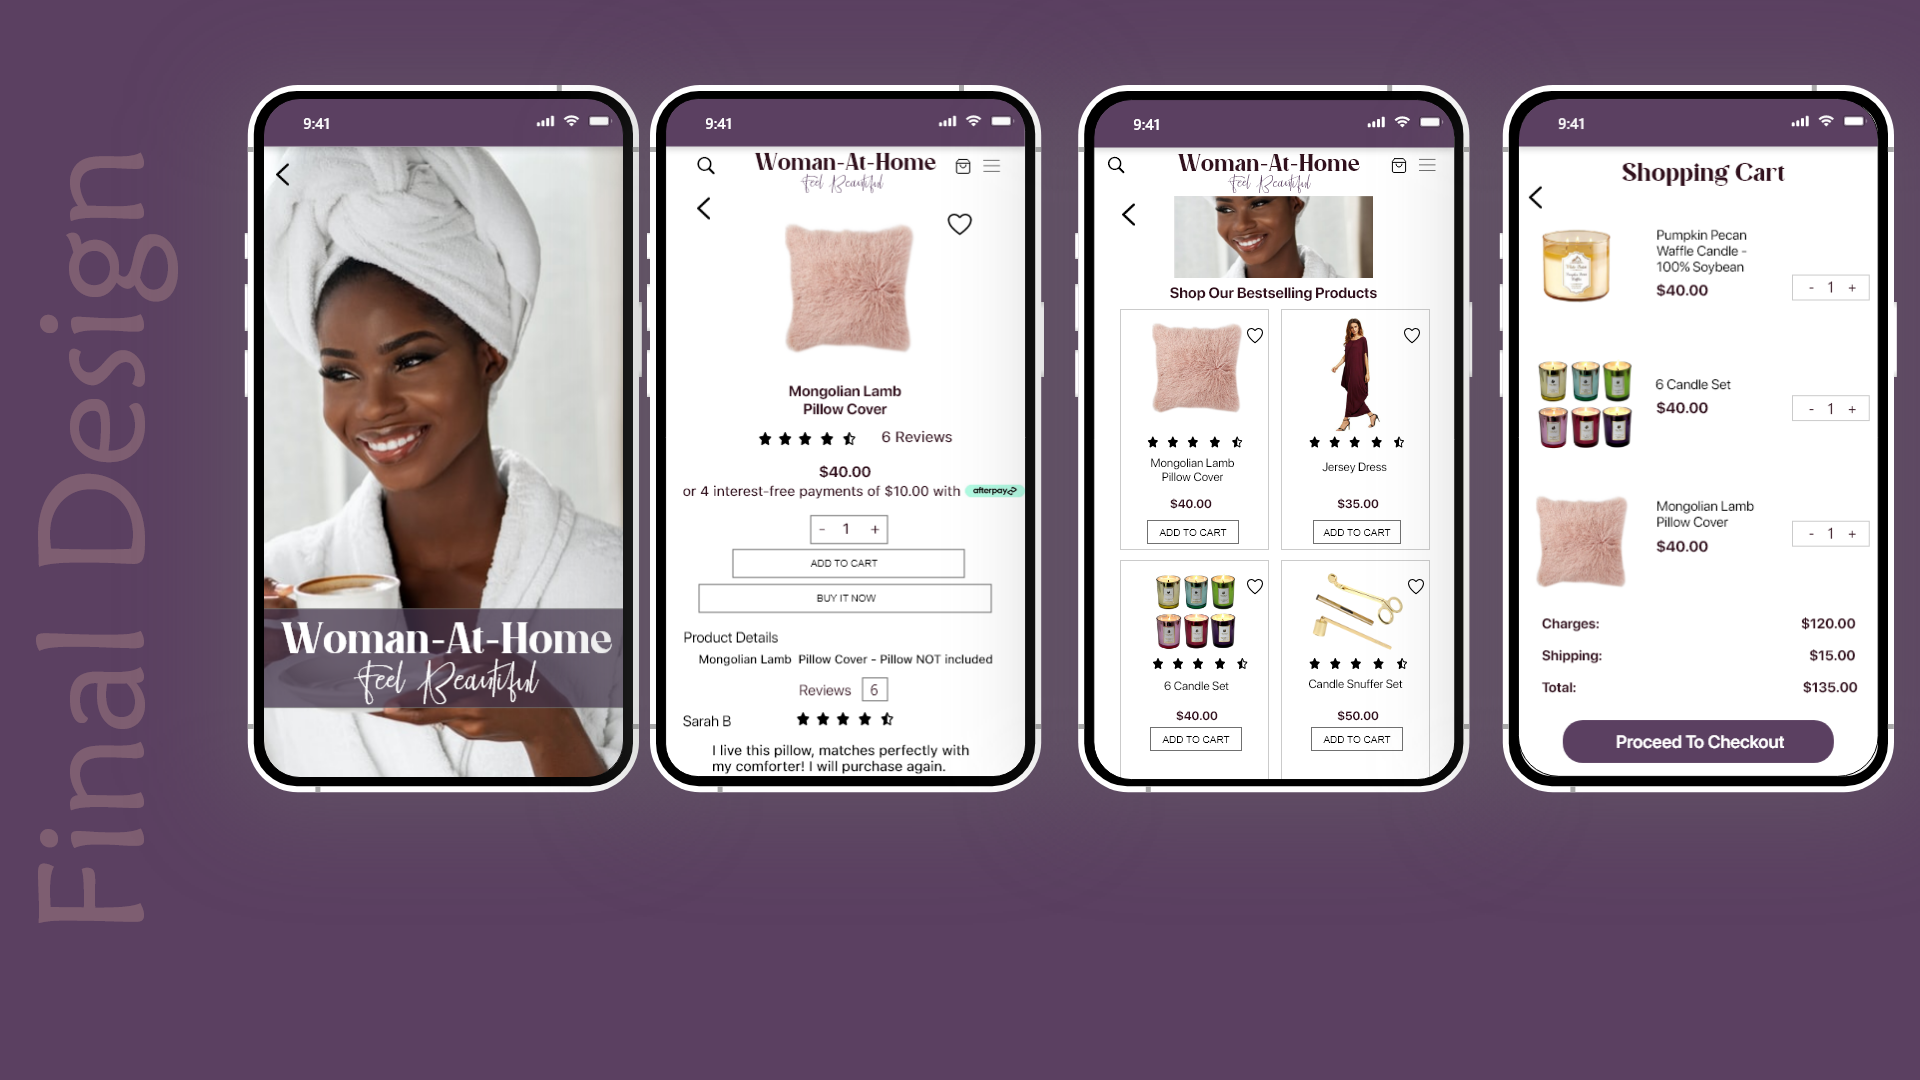 Final Design
9:41
Woman-At-Home
Feel Beautiful
9:41
Woman-At-Home
Feel Beautiful
Mongolian Lamb
Pillow Cover
6 Reviews
$40.00
or 4 interest-free payments of $10.00 with afterpay
- 1 +
ADD TO CART
BUY IT NOW
Product Details
Mongolian Lamb Pillow Cover - Pillow NOT included
Reviews 6
Sarah B
I live this pillow, matches perfectly with
my comforter! I will purchase again.
9:41
Woman-At-Home
Feel Beautiful
Shop Our Bestselling Products
Mongolian Lamb
Pillow Cover
$40.00
ADD TO CART
Jersey Dress
$35.00
ADD TO CART
6 Candle Set
$40.00
ADD TO CART
Candle Snuffer Set
$50.00
ADD TO CART
9:41
Shopping Cart
Pumpkin Pecan
Waffle Candle -
100% Soybean
$40.00
- 1 +
6 Candle Set
$40.00
- 1 +
Mongolian Lamb
Pillow Cover
$40.00
- 1 +
Charges: $120.00
Shipping: $15.00
Total: $135.00
Proceed To Checkout